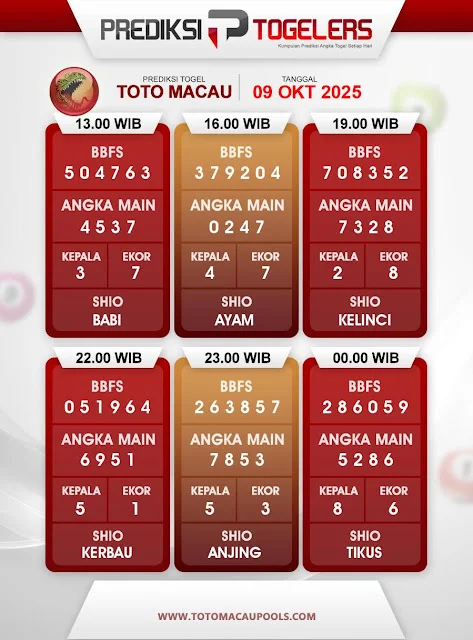 PREDIKSI TOGELERS
Kumpulan Prediksi Angka Togel Setiap Hari
PREDIKSI TOGEL
TOTO MACAU
TANGGAL
09 OKT 2025
13.00 WIB
BBFS
504763
ANGKA MAIN
4537
KEPALA EKOR
3 7
SHIO
BABI
16.00 WIB
BBFS
379204
ANGKA MAIN
0247
KEPALA EKOR
4 7
SHIO
AYAM
19.00 WIB
BBFS
708352
ANGKA MAIN
7328
KEPALA EKOR
2 8
SHIO
KELINCI
22.00 WIB
BBFS
051964
ANGKA MAIN
6951
KEPALA EKOR
5 1
SHIO
KERBAU
23.00 WIB
BBFS
263857
ANGKA MAIN
7853
KEPALA EKOR
5 3
SHIO
ANJING
00.00 WIB
BBFS
286059
ANGKA MAIN
5286
KEPALA EKOR
8 6
SHIO
TIKUS
WWW.TOTOMACAUPOOLS.COM